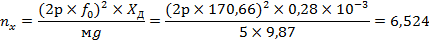 nₓ = ((2p × f₀)² × X_Д) / (мg) = ((2p × 170,66)² × 0,28 × 10⁻³) / (5 × 9,87) = 6,524